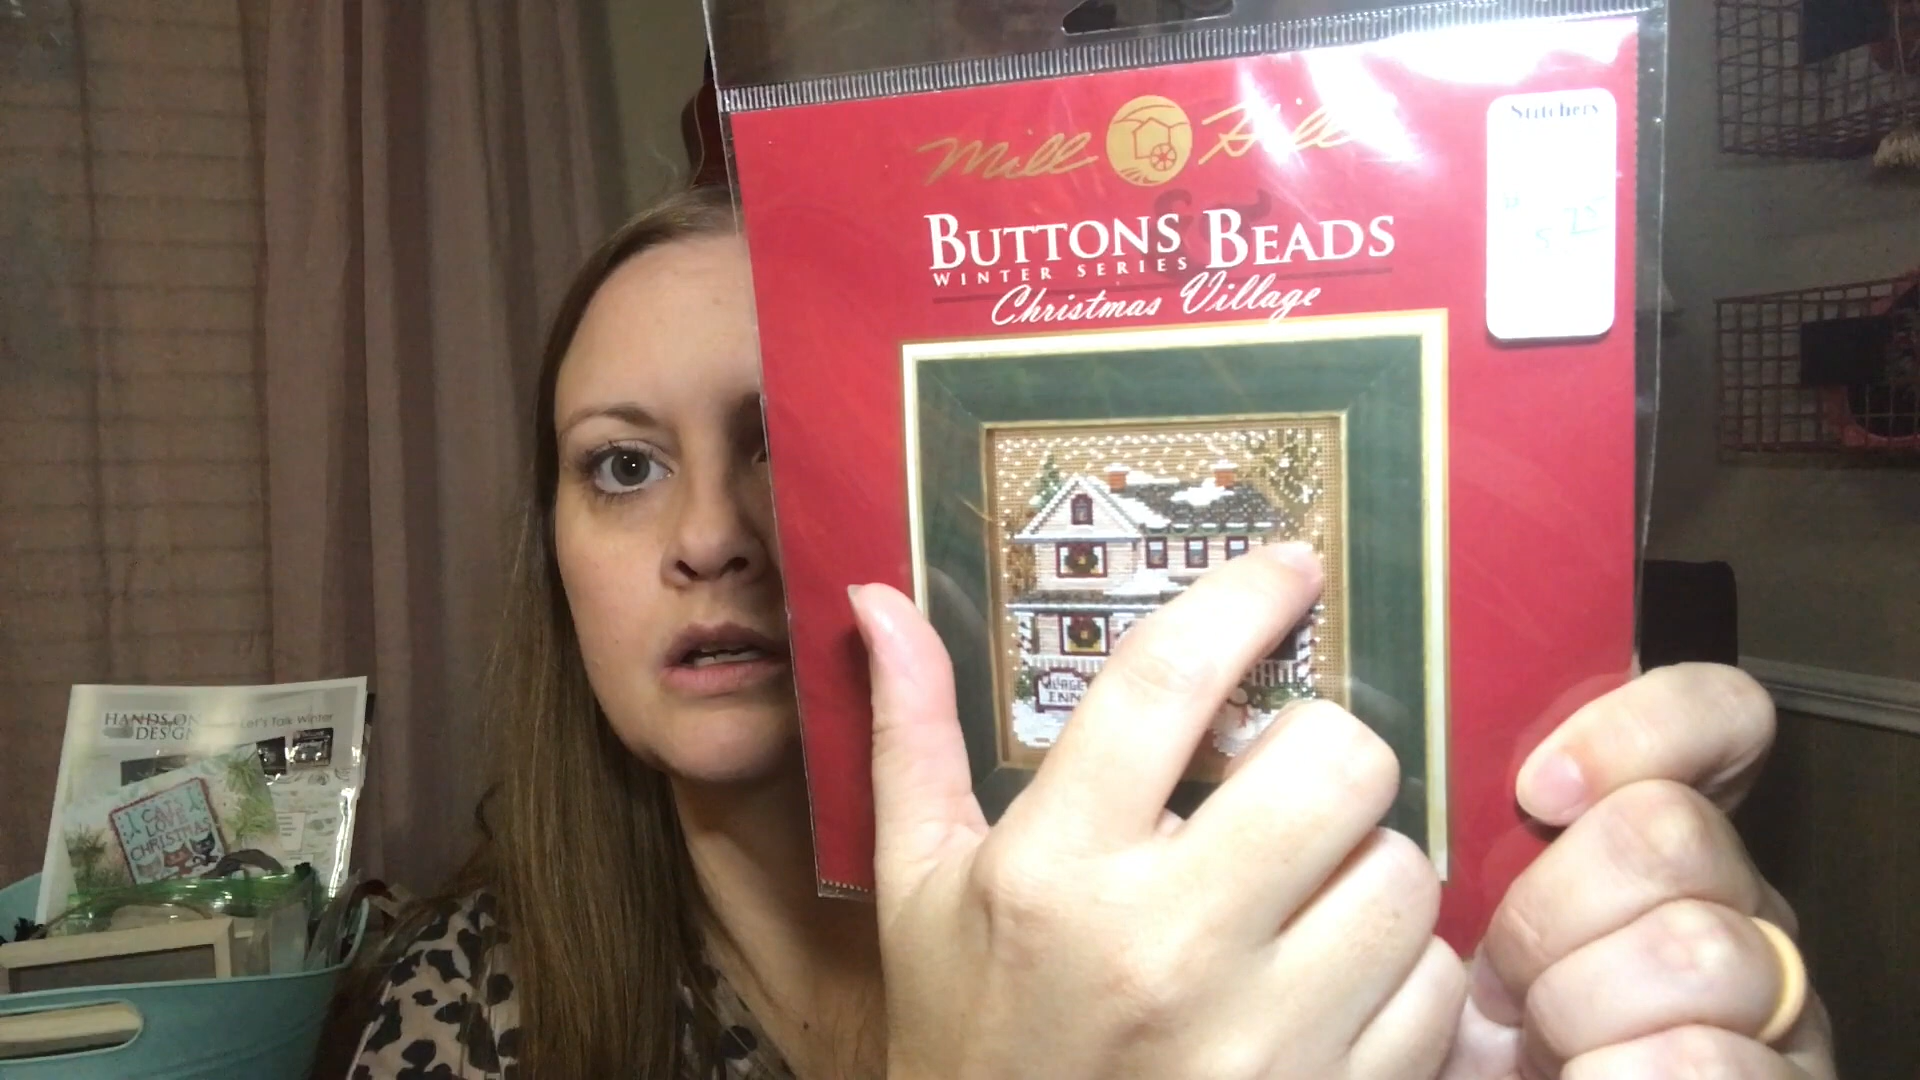 Mill Hill
BUTTONS & BEADS
WINTER SERIES
Christmas Village
Stitchers
VILLAGE
INN
HANDS ON
DESIGN
Let's Talk Winter
CATS
LOVE
CHRISTMAS